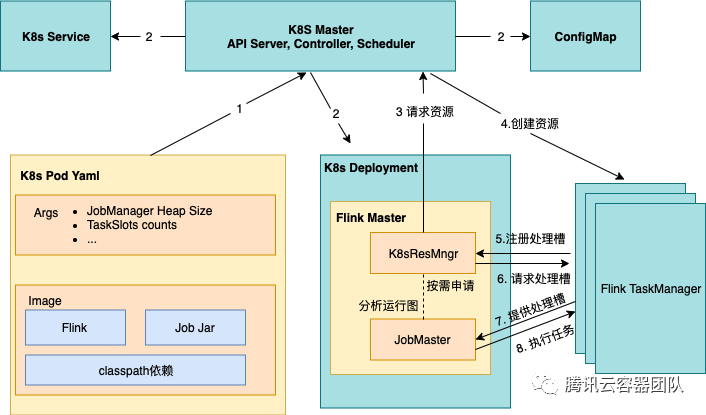 K8s Service
2
K8S Master
API Server, Controller, Scheduler
2
ConfigMap
1
2
3 请求资源
4.创建资源
K8s Pod Yaml
Args
• JobManager Heap Size
• TaskSlots counts
• ...
Image
Flink
Job Jar
classpath依赖
K8s Deployment
Flink Master
K8sResMngr
按需申请
分析运行图
JobMaster
5.注册处理槽
6. 请求处理槽
7. 提供处理槽
8. 执行任务
Flink TaskManager
腾讯云容器团队